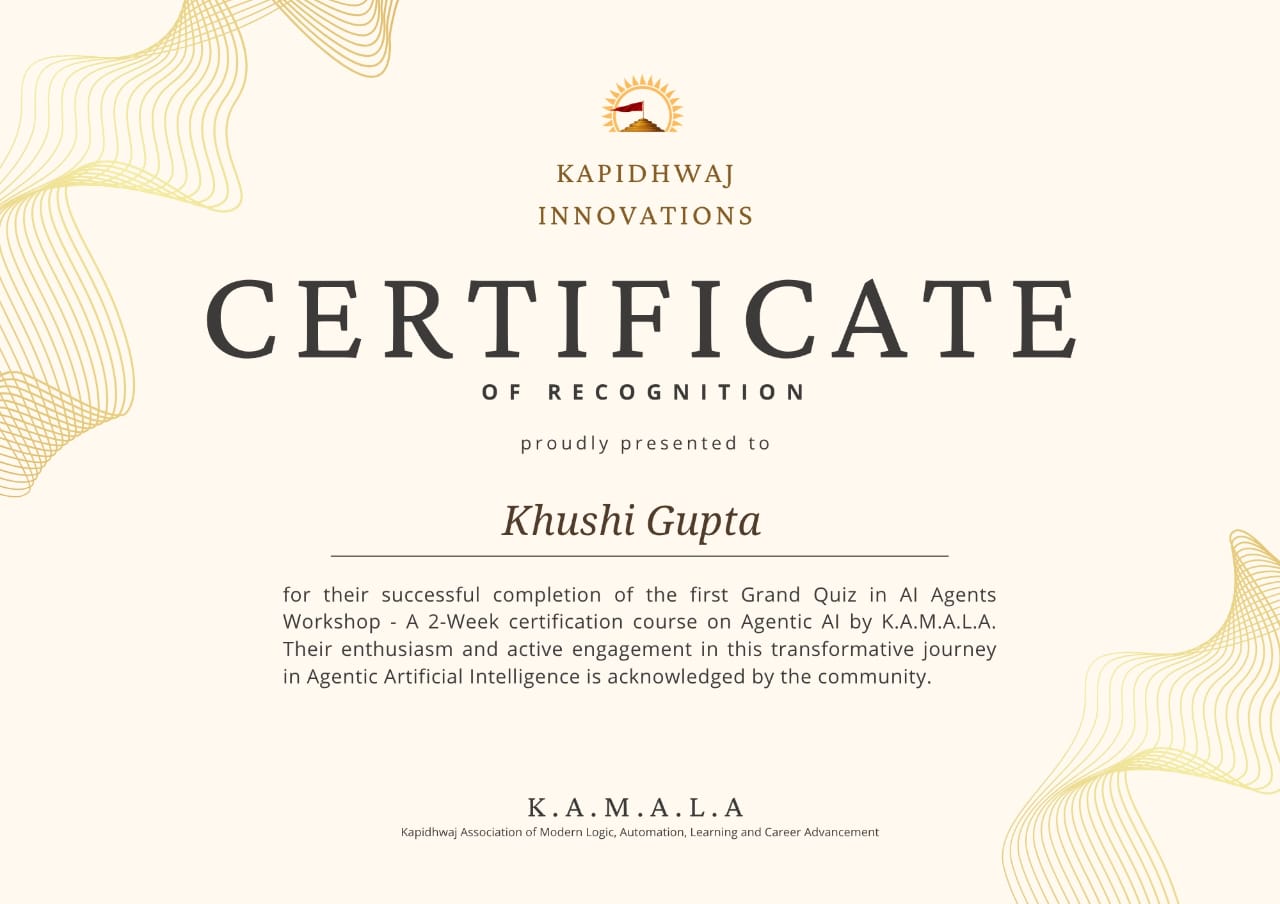 KAPIDHWAJ
INNOVATIONS
CERTIFICATE
OF RECOGNITION
proudly presented to
Khushi Gupta
for their successful completion of the first Grand Quiz in AI Agents
Workshop - A 2-Week certification course on Agentic AI by K.A.M.A.L.A.
Their enthusiasm and active engagement in this transformative journey
in Agentic Artificial Intelligence is acknowledged by the community.
K.A.M.A.L.A
Kapidhwaj Association of Modern Logic, Automation, Learning and Career Advancement